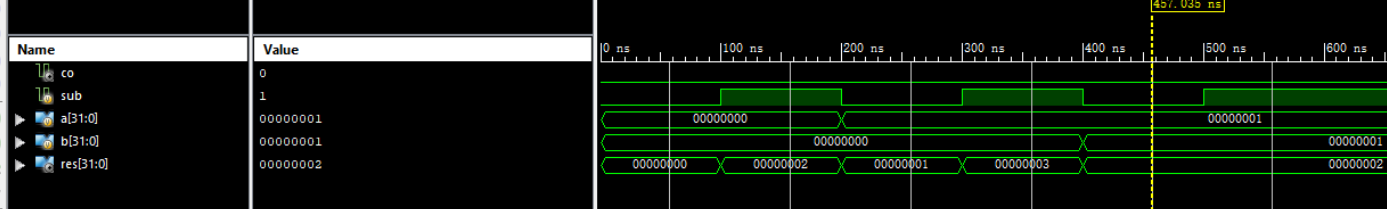 457.035 ns
Name Value
0 ns 100 ns 200 ns 300 ns 400 ns 500 ns 600 ns
co 0
sub 1
a[31:0] 00000001 00000000 00000001
b[31:0] 00000001 00000000 00000001
res[31:0] 00000002 00000000 00000002 00000001 00000003 00000002